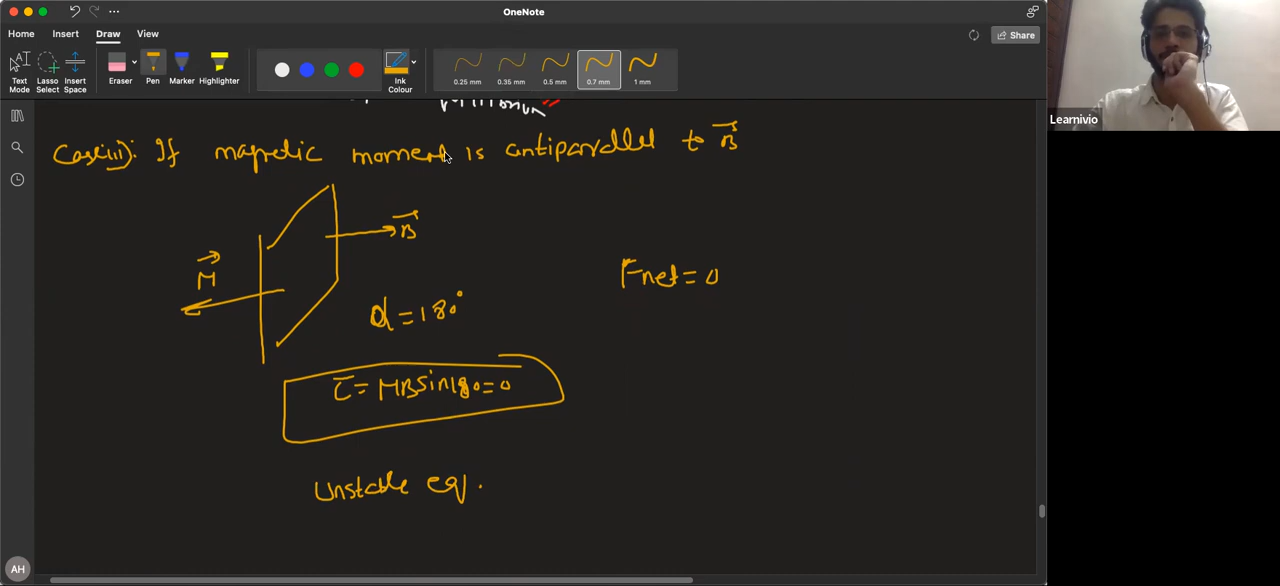 OneNote
Home Insert Draw View
Share
Text Mode
Lasso Select
Insert Space
Eraser
Pen
Marker
Highlighter
Ink Colour
0.25 mm 0.35 mm 0.5 mm 0.7 mm 1 mm
Learnivio
Case(iii): If magnetic moment is antiparallel to B⃗
B⃗
M⃗
Fnet = 0
α = 180°
τ = MB sin180 = 0
Unstable eq.
AH